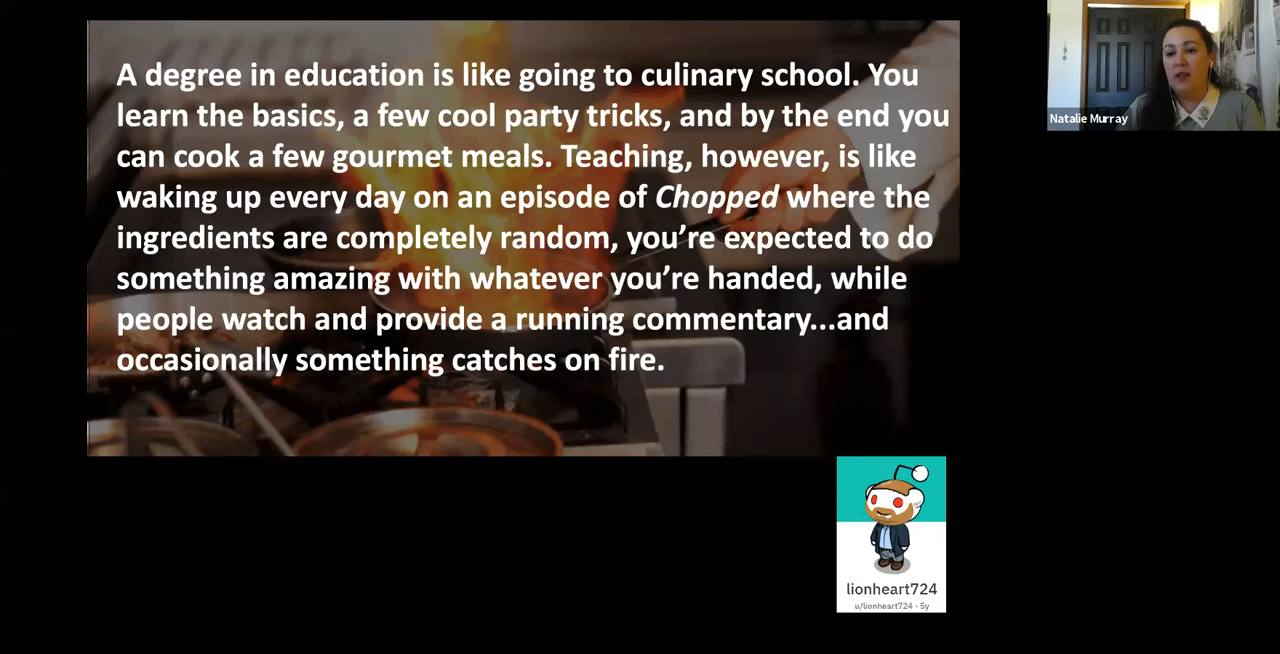 A degree in education is like going to culinary school. You
learn the basics, a few cool party tricks, and by the end you
can cook a few gourmet meals. Teaching, however, is like
waking up every day on an episode of Chopped where the
ingredients are completely random, you're expected to do
something amazing with whatever you're handed, while
people watch and provide a running commentary...and
occasionally something catches on fire.
Natalie Murray
lionheart724
u/lionheart724 · 5y